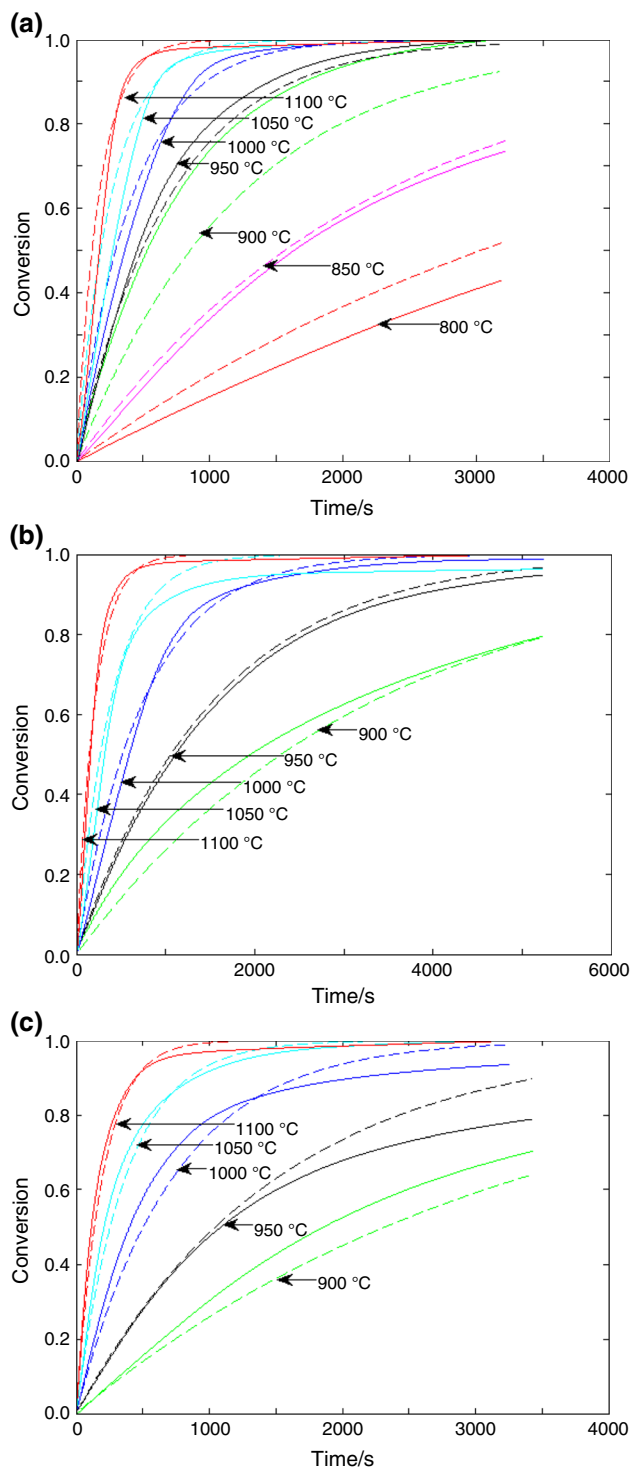 (a)
1.0
0.8
0.6
0.4
0.2
0.0
Conversion
1100 °C
1050 °C
1000 °C
950 °C
900 °C
850 °C
800 °C
0 1000 2000 3000 4000
Time/s
(b)
1.0
0.8
0.6
0.4
0.2
0.0
Conversion
900 °C
950 °C
1000 °C
1050 °C
1100 °C
0 2000 4000 6000
Time/s
(c)
1.0
0.8
0.6
0.4
0.2
0.0
Conversion
1100 °C
1050 °C
1000 °C
950 °C
900 °C
0 1000 2000 3000 4000
Time/s